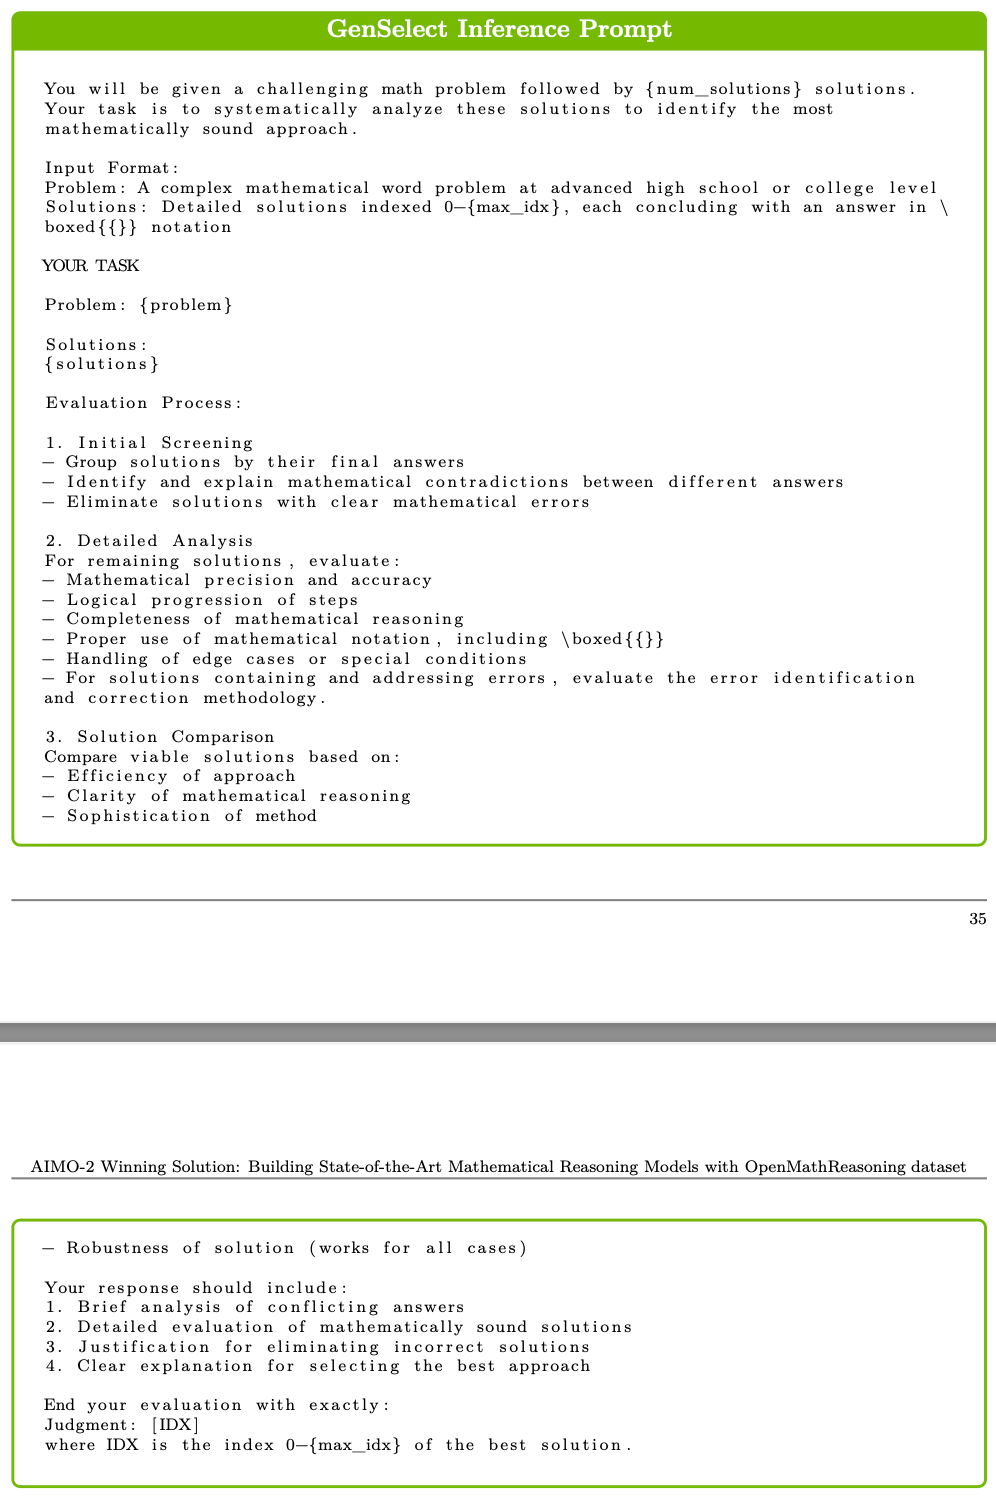 GenSelect Inference Prompt
You will be given a challenging math problem followed by {num_solutions} solutions.
Your task is to systematically analyze these solutions to identify the most
mathematically sound approach.
Input Format:
Problem: A complex mathematical word problem at advanced high school or college level
Solutions: Detailed solutions indexed 0−{max_idx}, each concluding with an answer in \
boxed{{}} notation
YOUR TASK
Problem: {problem}
Solutions:
{solutions}
Evaluation Process:
1. Initial Screening
− Group solutions by their final answers
− Identify and explain mathematical contradictions between different answers
− Eliminate solutions with clear mathematical errors
2. Detailed Analysis
For remaining solutions, evaluate:
− Mathematical precision and accuracy
− Logical progression of steps
− Completeness of mathematical reasoning
− Proper use of mathematical notation, including \boxed{{}}
− Handling of edge cases or special conditions
− For solutions containing and addressing errors, evaluate the error identification
and correction methodology.
3. Solution Comparison
Compare viable solutions based on:
− Efficiency of approach
− Clarity of mathematical reasoning
− Sophistication of method
35
AIMO-2 Winning Solution: Building State-of-the-Art Mathematical Reasoning Models with OpenMathReasoning dataset
− Robustness of solution (works for all cases)
Your response should include:
1. Brief analysis of conflicting answers
2. Detailed evaluation of mathematically sound solutions
3. Justification for eliminating incorrect solutions
4. Clear explanation for selecting the best approach
End your evaluation with exactly:
Judgment: [IDX]
where IDX is the index 0−{max_idx} of the best solution.